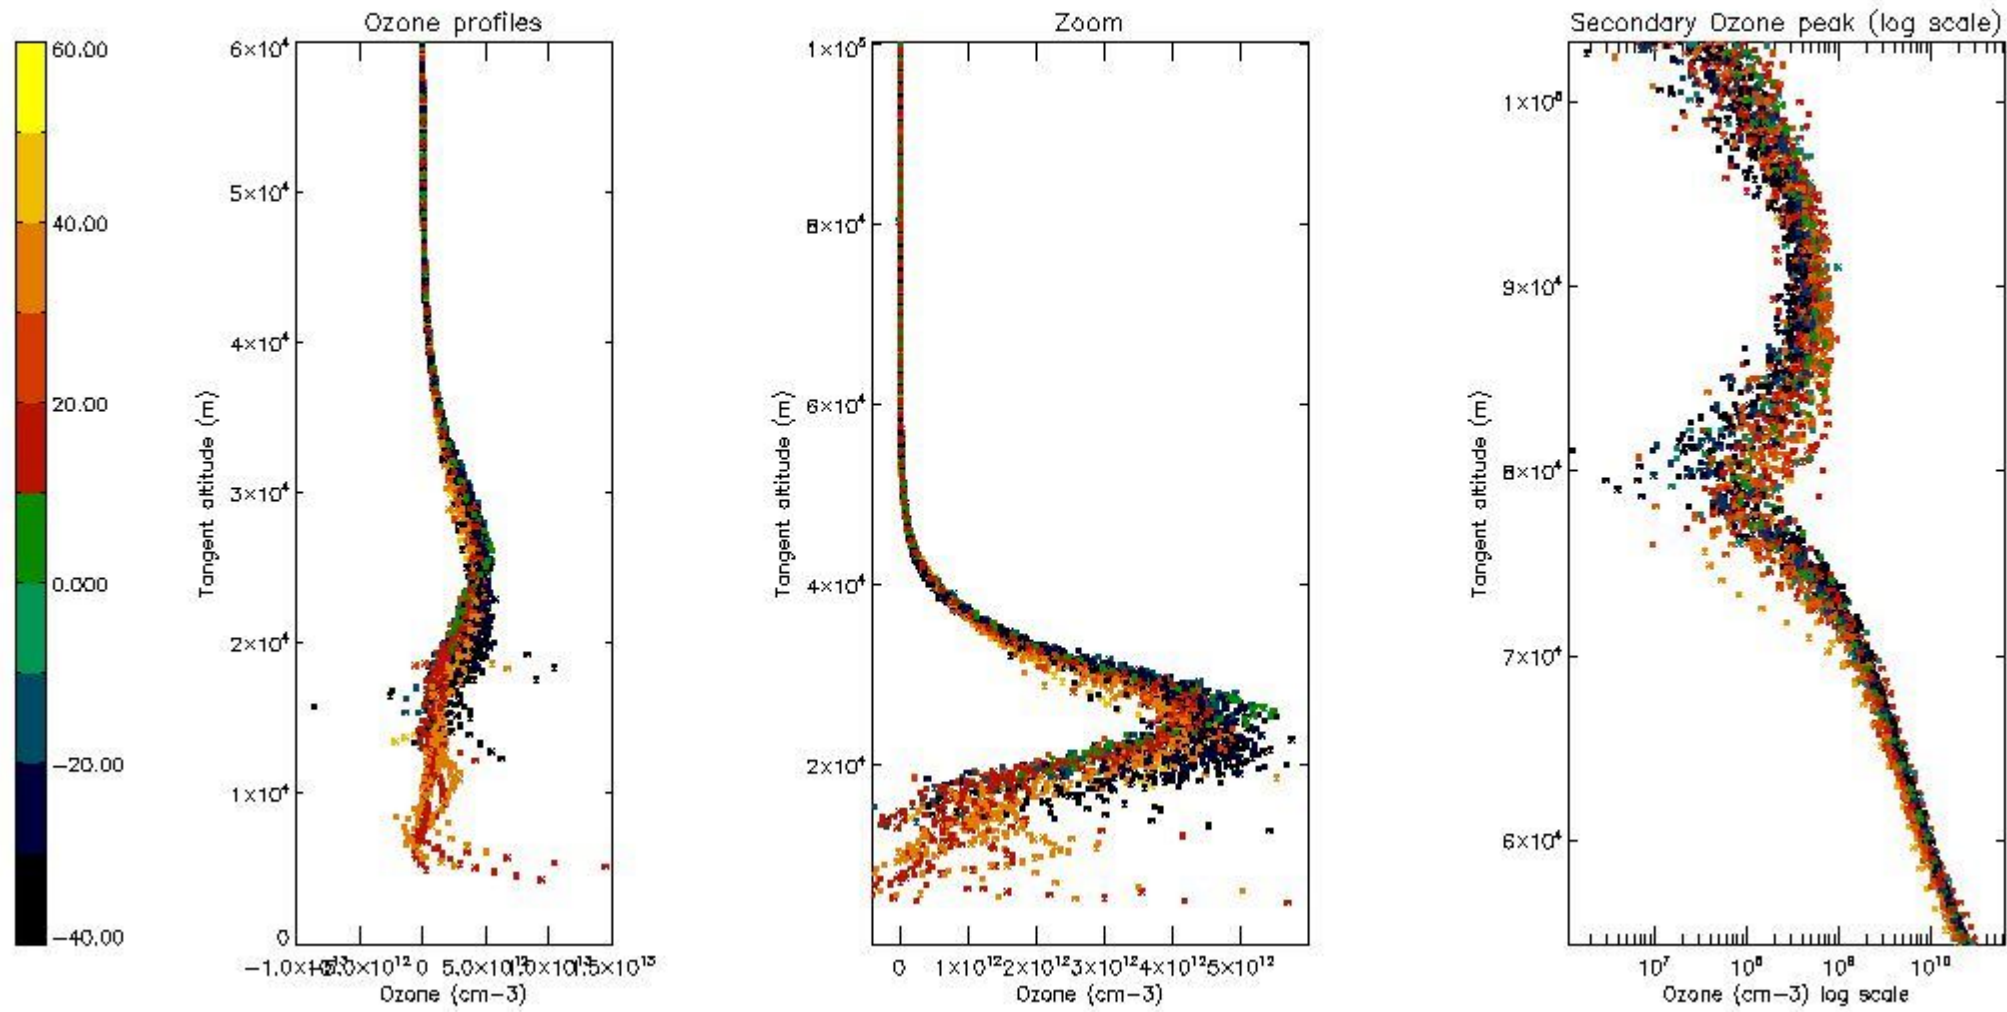 Ozone profiles
Zoom
Secondary Ozone peak (log scale)
60.00
40.00
20.00
0.000
−20.00
−40.00
6×10⁴
5×10⁴
4×10⁴
3×10⁴
2×10⁴
1×10⁴
0
Tangent altitude (m)
0
Ozone (cm−3)
1×10⁵
8×10⁴
6×10⁴
4×10⁴
2×10⁴
Tangent altitude (m)
0 1×10¹² 2×10¹² 3×10¹² 4×10¹² 5×10¹²
Ozone (cm−3)
9×10⁴
8×10⁴
7×10⁴
6×10⁴
Tangent altitude (m)
10⁷ 10⁸ 10⁹ 10¹⁰
Ozone (cm−3) log scale